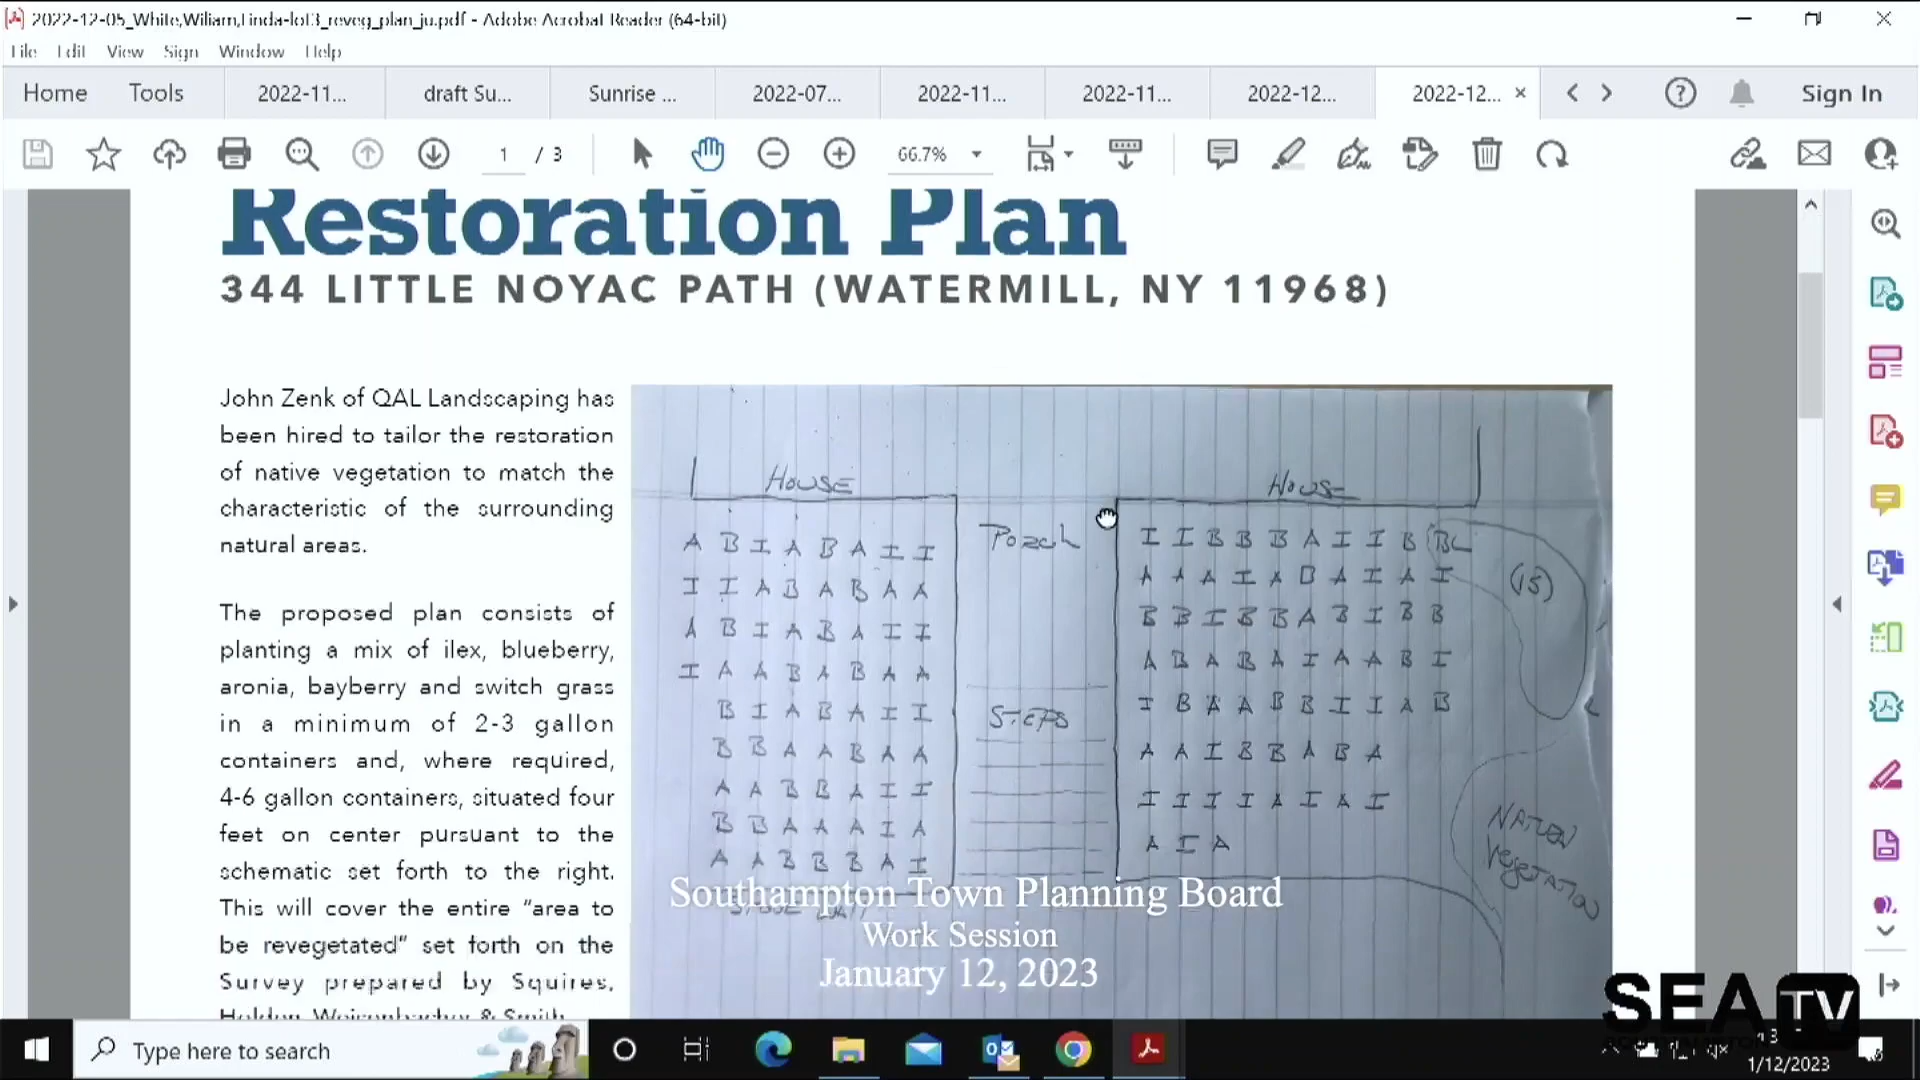 2022-12-05_White,Wiliam,Linda-lot3_reveg_plan_ju.pdf - Adobe Acrobat Reader (64-bit)
File Edit View Sign Window Help
Home Tools 2022-11... draft Su... Sunrise ... 2022-07... 2022-11... 2022-11... 2022-12... 2022-12... × Sign In
1 / 3 66.7%
Restoration Plan
344 LITTLE NOYAC PATH (WATERMILL, NY 11968)
John Zenk of QAL Landscaping has
been hired to tailor the restoration
of native vegetation to match the
characteristic of the surrounding
natural areas.
The proposed plan consists of
planting a mix of ilex, blueberry,
aronia, bayberry and switch grass
in a minimum of 2-3 gallon
containers and, where required,
4-6 gallon containers, situated four
feet on center pursuant to the
schematic set forth to the right.
This will cover the entire “area to
be revegetated” set forth on the
Survey prepared by Squires,
Holden, Weisenbacher & Smith
HOUSE
HOUSE
A B I A B A I I
I I A B A B A A
A B I A B A I I
I A A B A B A A
B I A B A I I
B B A A B A A
A A B B A I I
B B A A A I A
A A B B B A I
Porch
STEPS
I I B B B A I I B BL
A A A I A B A I A I
B B I B B A B I B B
A B A B A I A A B I
I B A A B B I I A B
A A I B B A B A
I I I I A I A I
A I A
(15)
Vegetation
Southampton Town Planning Board
Work Session
January 12, 2023
SEA TV
Type here to search
1/12/2023